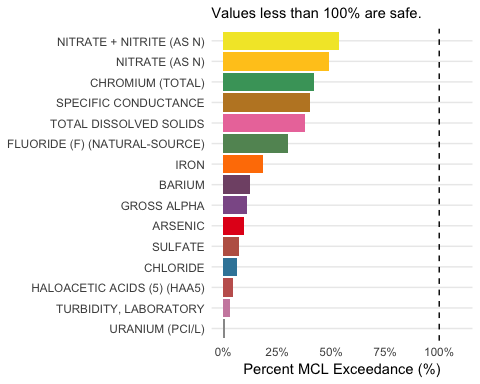 Values less than 100% are safe.
NITRATE + NITRITE (AS N)
NITRATE (AS N)
CHROMIUM (TOTAL)
SPECIFIC CONDUCTANCE
TOTAL DISSOLVED SOLIDS
FLUORIDE (F) (NATURAL-SOURCE)
IRON
BARIUM
GROSS ALPHA
ARSENIC
SULFATE
CHLORIDE
HALOACETIC ACIDS (5) (HAA5)
TURBIDITY, LABORATORY
URANIUM (PCI/L)
0% 25% 50% 75% 100%
Percent MCL Exceedance (%)